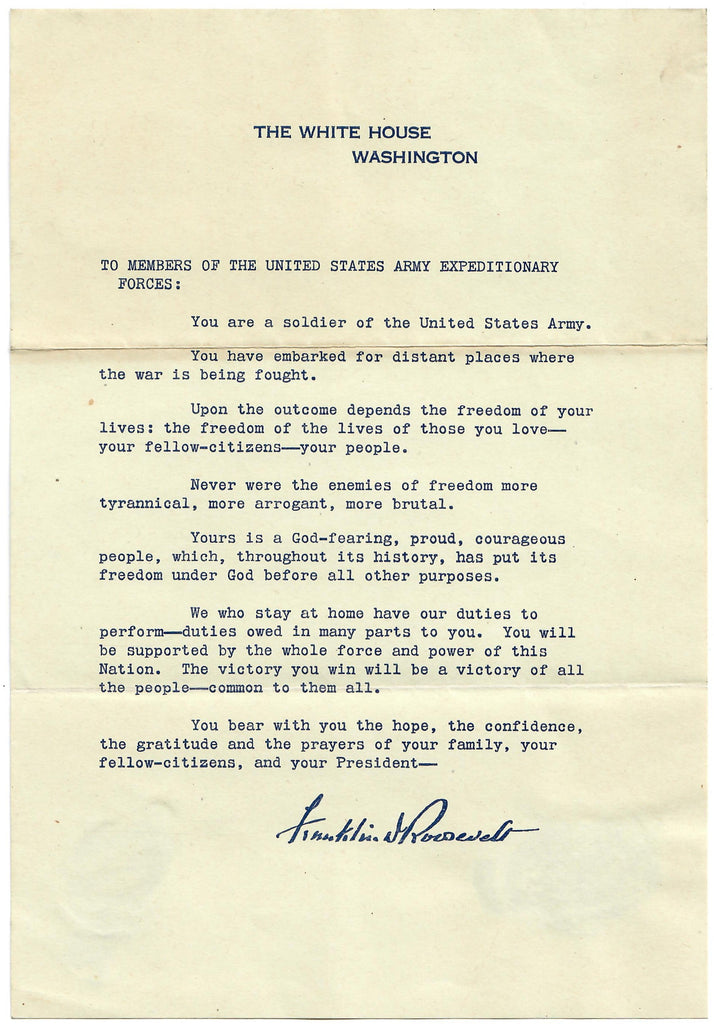 THE WHITE HOUSE
WASHINGTON
TO MEMBERS OF THE UNITED STATES ARMY EXPEDITIONARY
FORCES:
You are a soldier of the United States Army.
You have embarked for distant places where
the war is being fought.
Upon the outcome depends the freedom of your
lives: the freedom of the lives of those you love—
your fellow-citizens—your people.
Never were the enemies of freedom more
tyrannical, more arrogant, more brutal.
Yours is a God-fearing, proud, courageous
people, which, throughout its history, has put its
freedom under God before all other purposes.
We who stay at home have our duties to
perform—duties owed in many parts to you. You will
be supported by the whole force and power of this
Nation. The victory you win will be a victory of all
the people—common to them all.
You bear with you the hope, the confidence,
the gratitude and the prayers of your family, your
fellow-citizens, and your President—
Franklin D Roosevelt